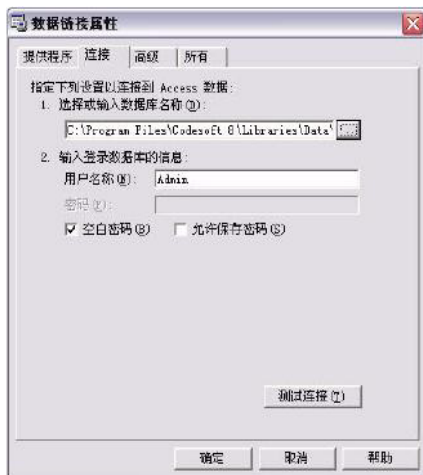 数据链接属性
提供程序 连接 高级 所有
指定下列设置以连接到 Access 数据:
1. 选择或输入数据库名称(D):
C:\Program Files\Codesoft 8\Libraries\Data\ ...
2. 输入登录数据库的信息:
用户名称(N): Admin
密码(P):
空白密码(B) 允许保存密码(S)
测试连接(T)
确定 取消 帮助